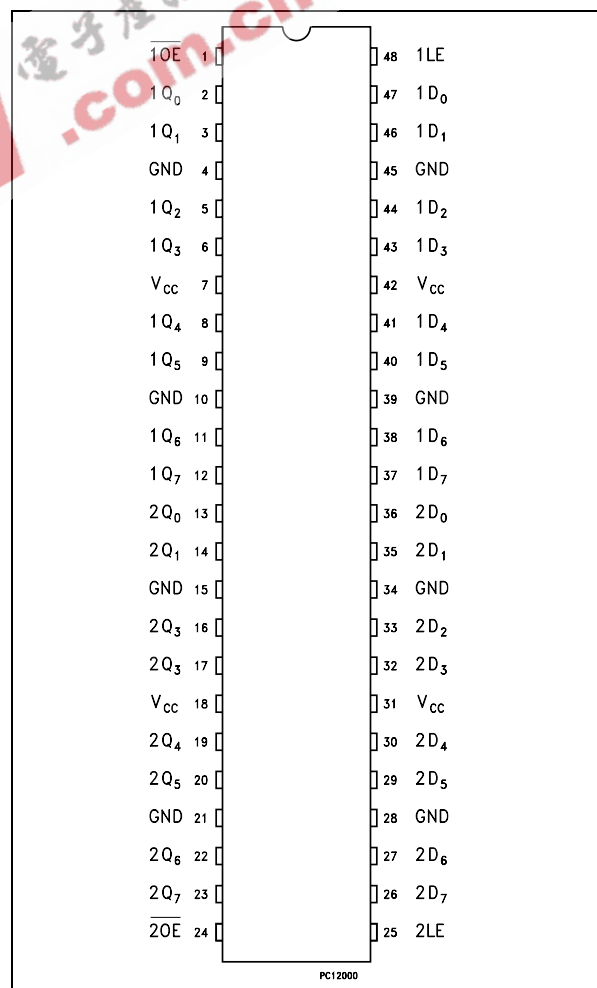 電子產
.com.cn
1OE 1 48 1LE
1Q0 2 47 1D0
1Q1 3 46 1D1
GND 4 45 GND
1Q2 5 44 1D2
1Q3 6 43 1D3
VCC 7 42 VCC
1Q4 8 41 1D4
1Q5 9 40 1D5
GND 10 39 GND
1Q6 11 38 1D6
1Q7 12 37 1D7
2Q0 13 36 2D0
2Q1 14 35 2D1
GND 15 34 GND
2Q3 16 33 2D2
2Q3 17 32 2D3
VCC 18 31 VCC
2Q4 19 30 2D4
2Q5 20 29 2D5
GND 21 28 GND
2Q6 22 27 2D6
2Q7 23 26 2D7
2OE 24 25 2LE
PC12000